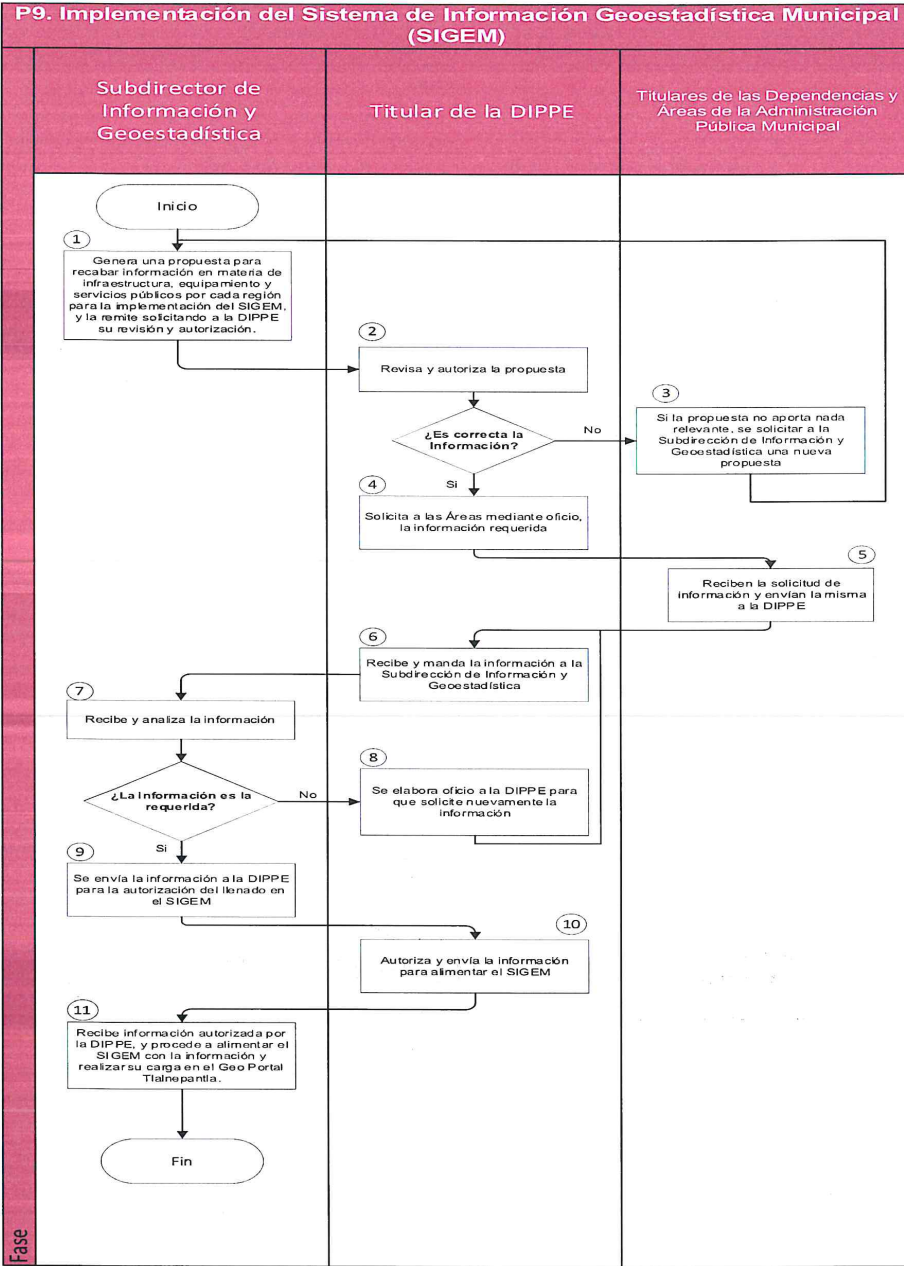 P9. Implementación del Sistema de Información Geoestadística Municipal
(SIGEM)
Subdirector de
Información y
Geoestadística
Titular de la DIPPE
Titulares de las Dependencias y
Áreas de la Administración
Pública Municipal
Inicio
1
Genera una propuesta para
recabar información en materia de
infraestructura, equipamiento y
servicios públicos por cada región
para la implementación del SIGEM,
y la remite solicitando a la DIPPE
su revisión y autorización.
2
Revisa y autoriza la propuesta
¿Es correcta la
Información?
No
3
Si la propuesta no aporta nada
relevante, se solicitar a la
Subdirección de Información y
Geoestadística una nueva
propuesta
Si
4
Solicita a las Áreas mediante oficio,
la información requerida
5
Reciben la solicitud de
información y envían la misma
a la DIPPE
6
Recibe y manda la información a la
Subdirección de Información y
Geoestadística
7
Recibe y analiza la información
¿La Información es la
requerida?
No
8
Se elabora oficio a la DIPPE para
que solicite nuevamente la
información
Si
9
Se envía la información a la DIPPE
para la autorización del llenado en
el SIGEM
10
Autoriza y envía la información
para alimentar el SIGEM
11
Recibe información autorizada por
la DIPPE, y procede a alimentar el
SIGEM con la información y
realizar su carga en el Geo Portal
Tlalnepantla.
Fin
Fase